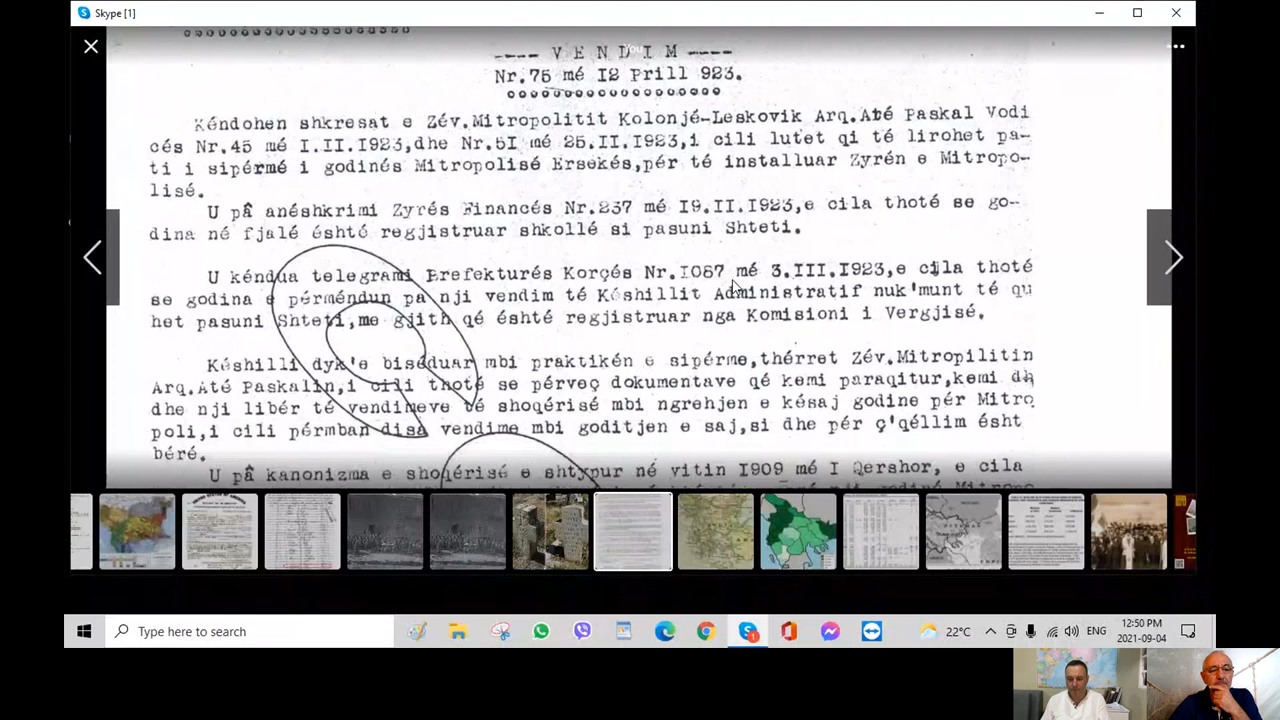 Skype [1]
---- V E N D I M ----
You
Nr.75 mé I2 Prill 923.
Kéndohen shkresat e Zév.Mitropolitit Kolonjé-Leskovik Arq.Até Paskal Vodi
cés Nr.45 mé I.II.I923,dhe Nr.5I mé 25.II.I923,i cili lutet qi té lirohet pa-
ti i sipérmé i godinés Mitropolisé Ersekés,pér té installuar Zyrén e Mitropo-
lisé.
U pâ anéshkrimi Zyrés Financés Nr.237 mé I9.II.I923,e cila thoté se go-
dina né fjalé éshté regjistruar shkollé si pasuni Shteti.
U kéndua telegrami Prefekturés Korçés Nr.I067 mé 3.III.I923,e cila thoté
se godina e pérméndun pa nji vendim té Késhillit Administratif nuk'munt té qu
het pasuni Shteti,me gjith qé éshté regjistruar nga Komisioni i Vergjisé.
Késhilli dyk'e biséduar mbi praktikén e sipérme,thérret Zév.Mitropilitin
Arq.Até Paskalin,i cili thoté se pérveç dokumentave qé kemi paraqitur,kemi dh
dhe nji libér té vendimeve té shoqérisé mbi ngrehjen e késaj godine pér Mitro
poli,i cili pérmban disa vendime mbi goditjen e saj,si dhe pér ç'qéllim ésht
béré.
U pâ kanonizma e shoqérisé e shtypur né vitin I909 mé I Qershor, e cila
Type here to search
22°C
ENG
12:50 PM
2021-09-04